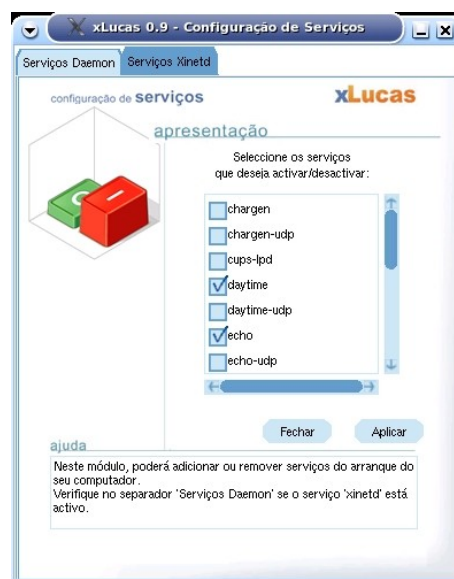 xLucas 0.9 - Configuração de Serviços
Serviços Daemon
Serviços Xinetd
configuração de serviços
xLucas
apresentação
Seleccione os serviços
que deseja activar/desactivar:
chargen
chargen-udp
cups-lpd
daytime
daytime-udp
echo
echo-udp
Fechar
Aplicar
ajuda
Neste módulo, poderá adicionar ou remover serviços do arranque do
seu computador.
Verifique no separador 'Serviços Daemon' se o serviço 'xinetd' está
activo.